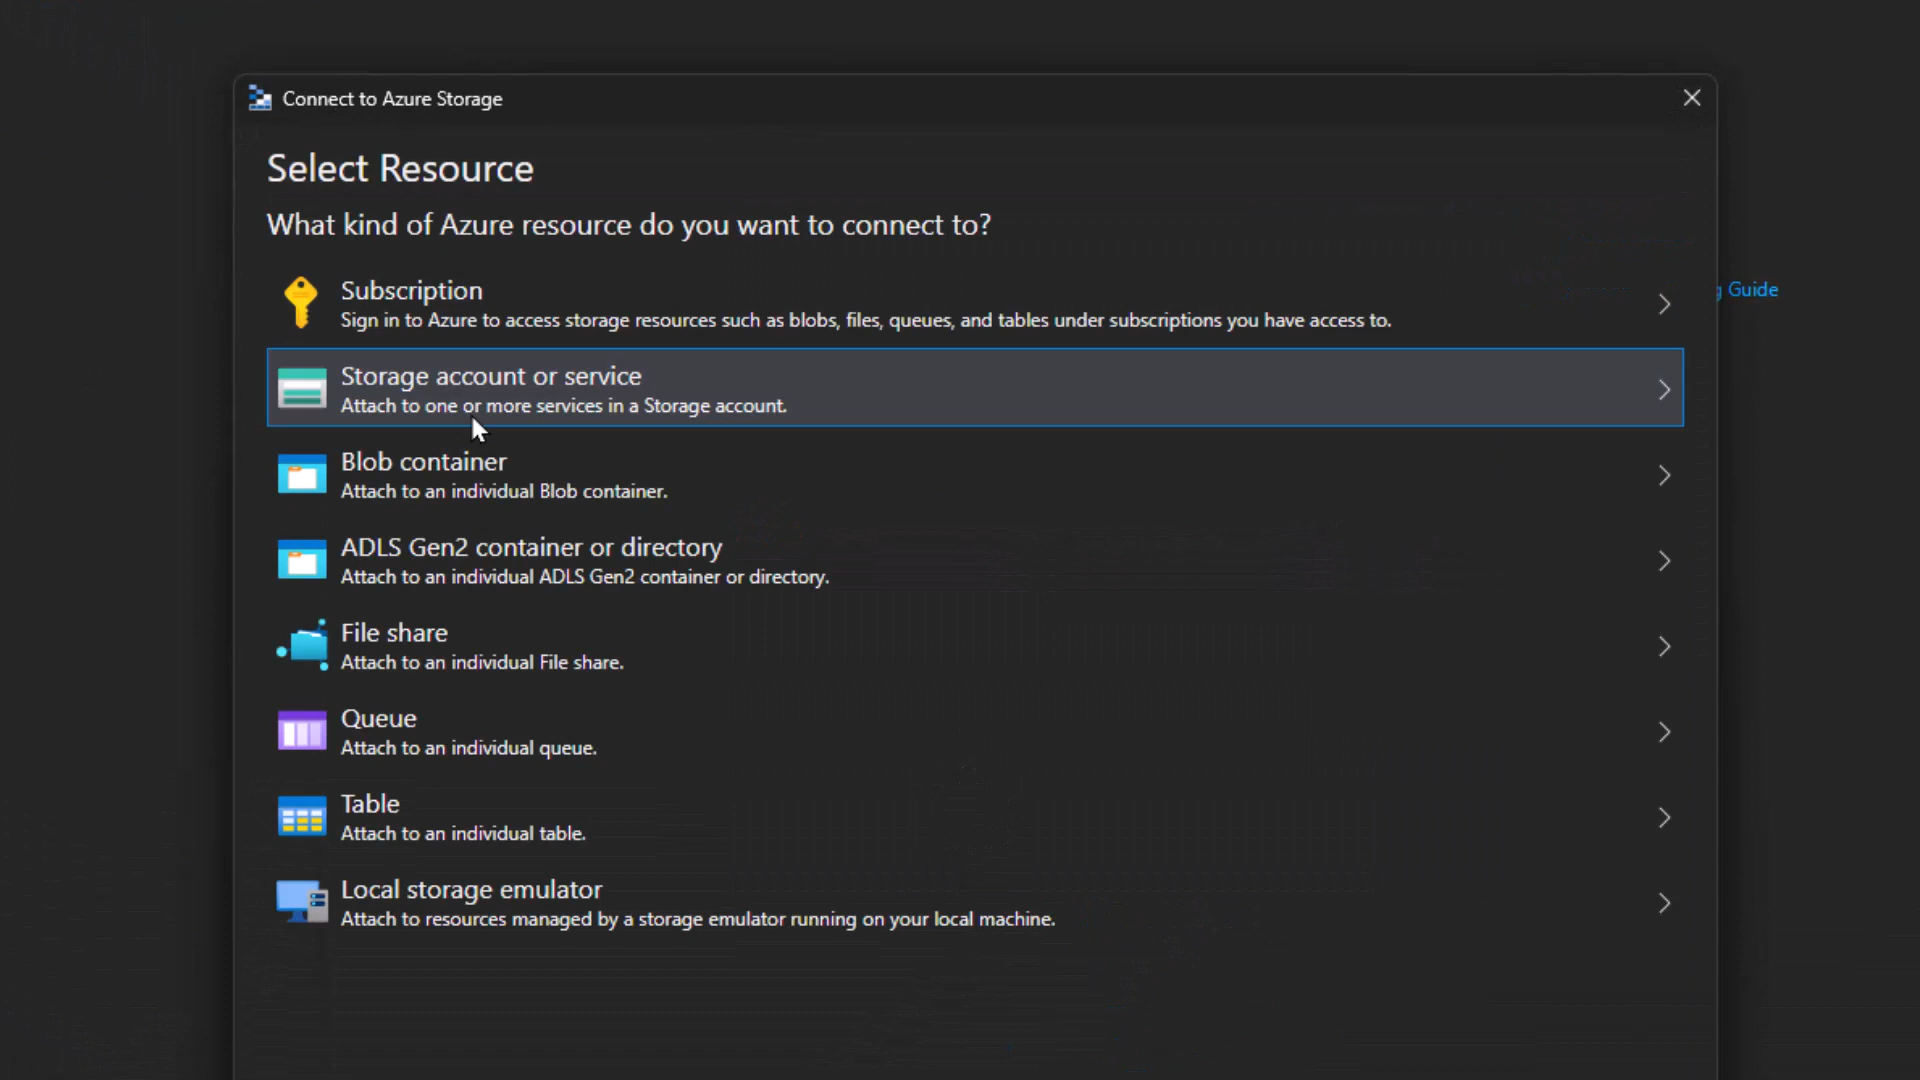 Connect to Azure Storage
Select Resource
What kind of Azure resource do you want to connect to?
Subscription
Sign in to Azure to access storage resources such as blobs, files, queues, and tables under subscriptions you have access to.
Guide
Storage account or service
Attach to one or more services in a Storage account.
Blob container
Attach to an individual Blob container.
ADLS Gen2 container or directory
Attach to an individual ADLS Gen2 container or directory.
File share
Attach to an individual File share.
Queue
Attach to an individual queue.
Table
Attach to an individual table.
Local storage emulator
Attach to resources managed by a storage emulator running on your local machine.